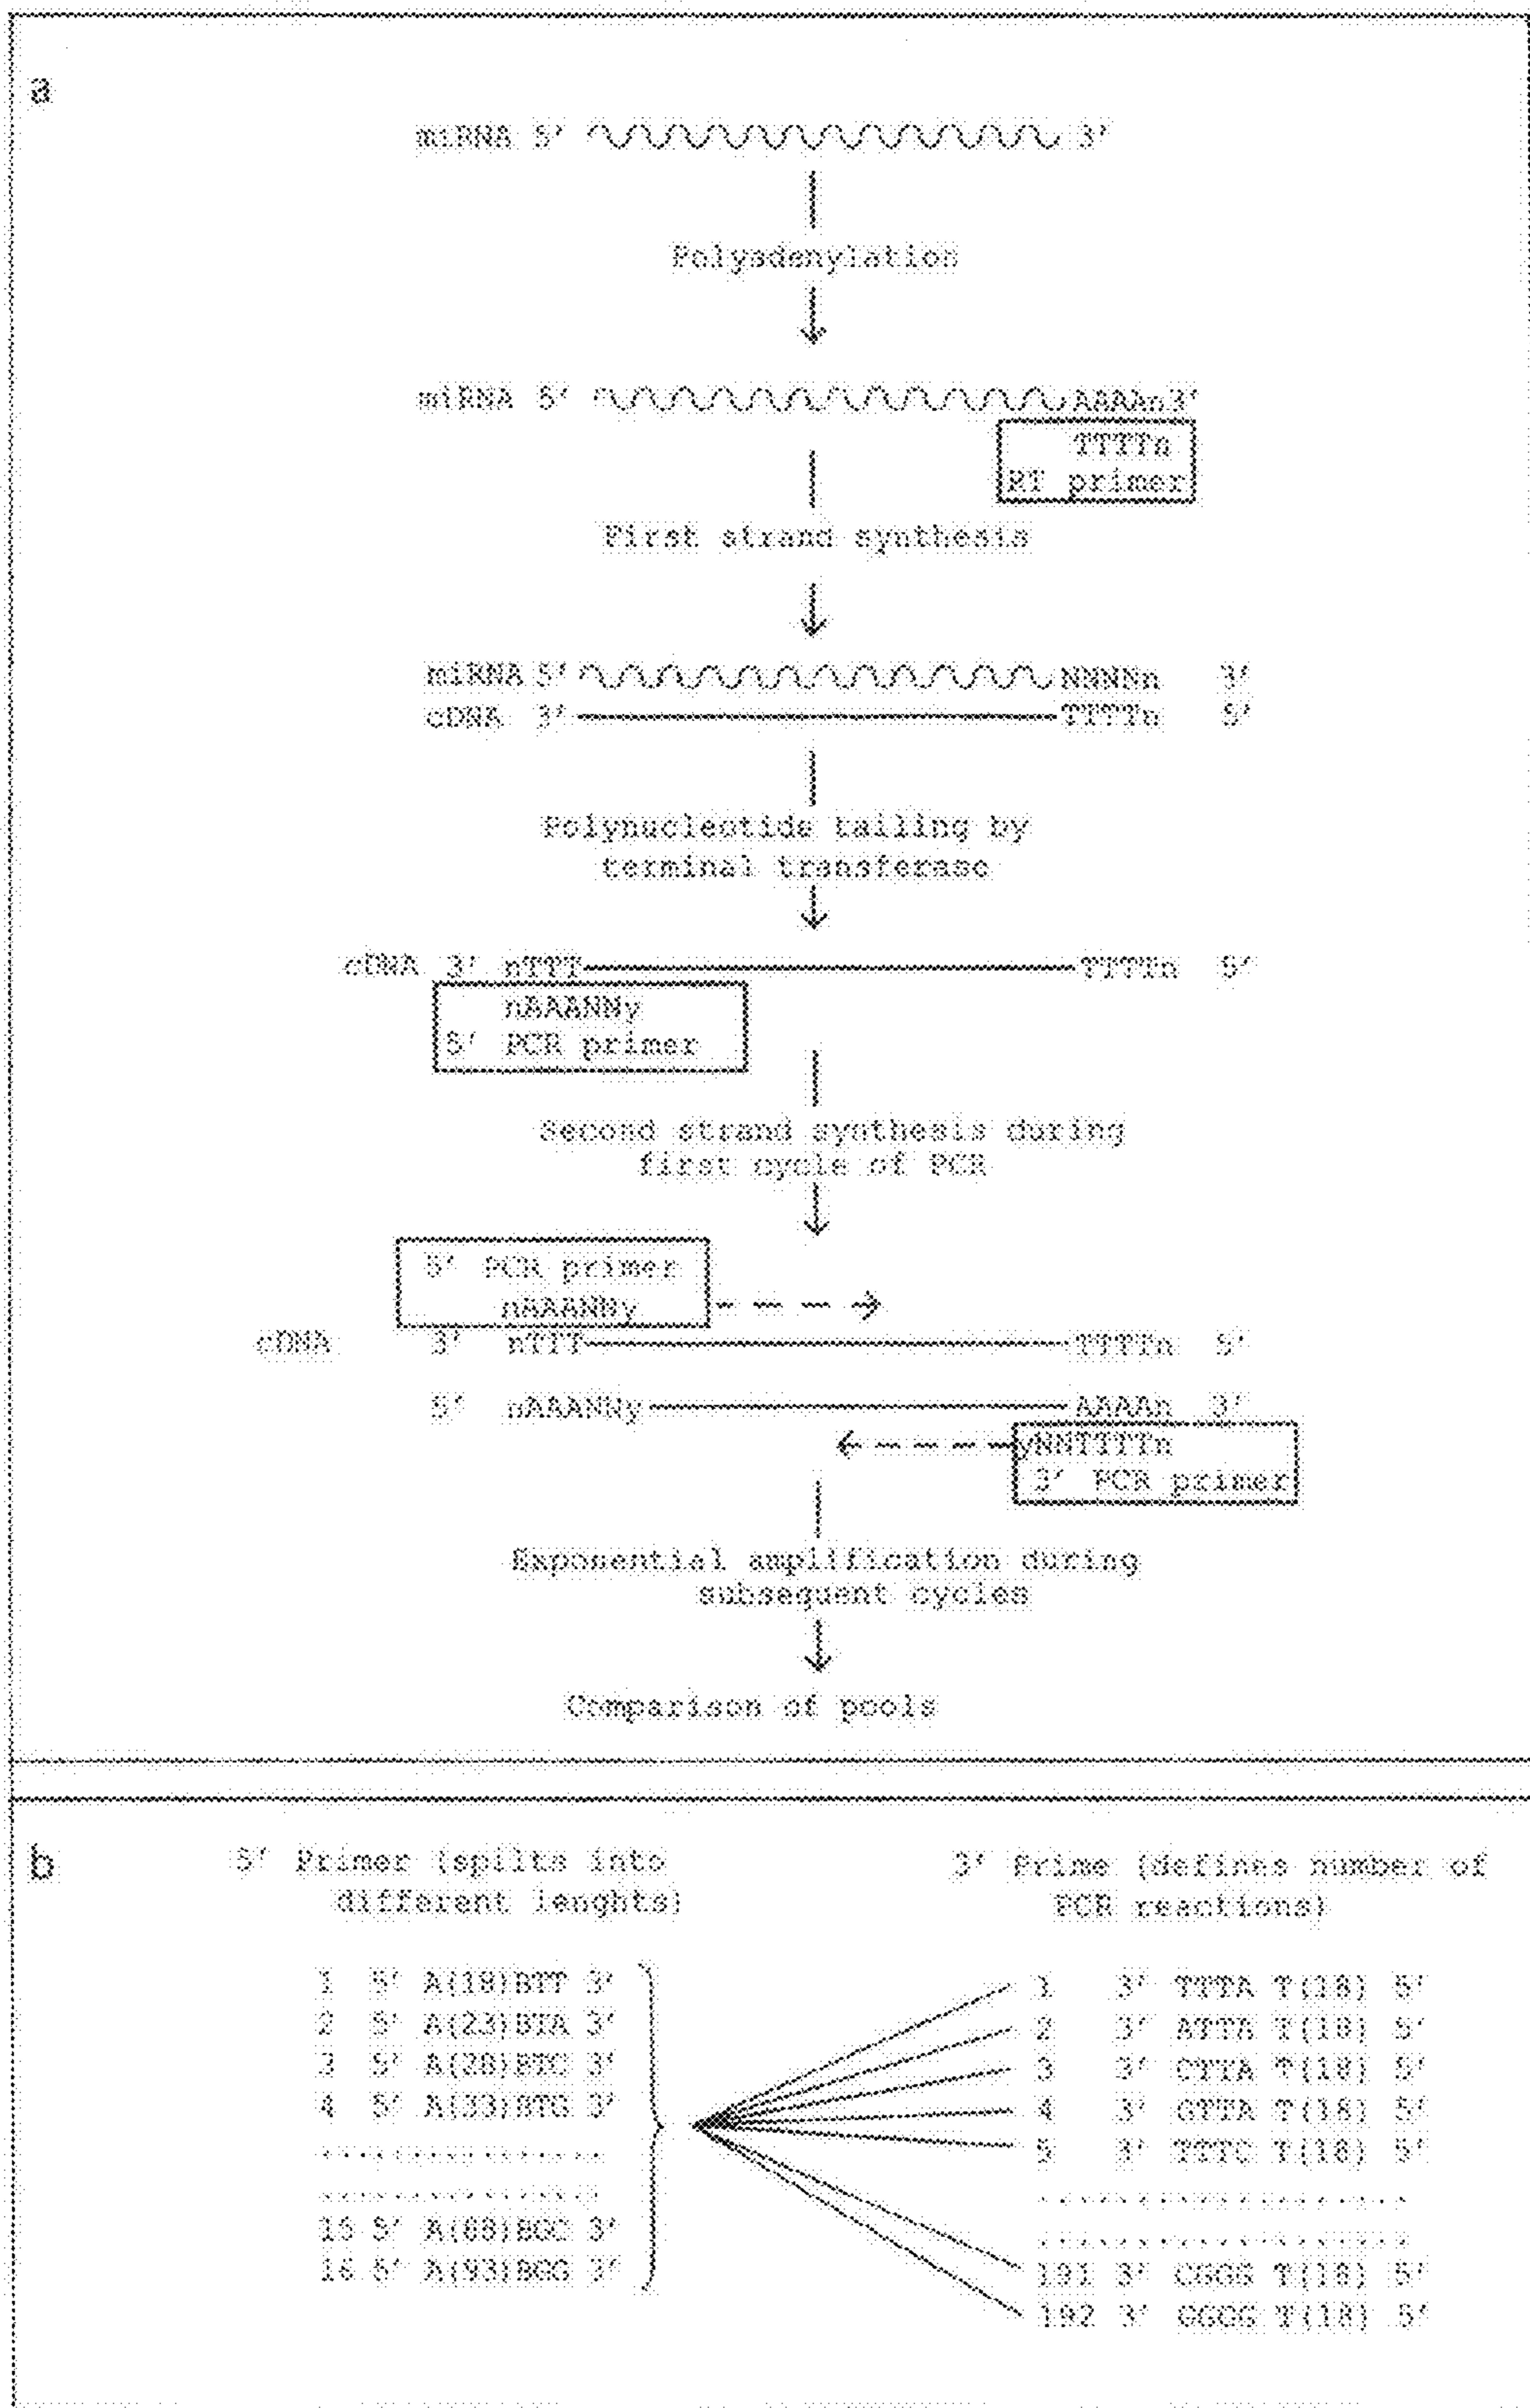 a
miRNA 5' 3'
Polyadenylation
miRNA 5' AAAAn3'
TTTTn
RT primer
First strand synthesis
miRNA 5' NNNNn 3'
cDNA 3' TTTTn 5'
Polynucleotide tailing by
terminal transferase
cDNA 3' nTTT TTTTn 5'
nAAANNy
5' PCR primer
Second strand synthesis during
first cycle of PCR
5' PCR primer
nAAANNy
cDNA 3' nTTT TTTTn 5'
5' nAAANNy AAAAn 3'
yNNTTTTn
3' PCR primer
Exponential amplification during
subsequent cycles
Comparison of pools
b
5' Primer (spilts into
different lenghts)
3' Prime (defines number of
PCR reactions)
1 5' A(18)BTT 3'
2 5' A(23)BTA 3'
3 5' A(28)BTC 3'
4 5' A(33)BTG 3'
15 5' BGC 3'
16 5' A(93)BGG 3'
1 3' TTTA T(18) 5'
2 3' ATTA T(18) 5'
3 3' CTTA T(18) 5'
4 3' GTTA T(18) 5'
5 3' TTTC T(18) 5'
191 3' CGGG T(18) 5'
192 3' GGGG T(18) 5'